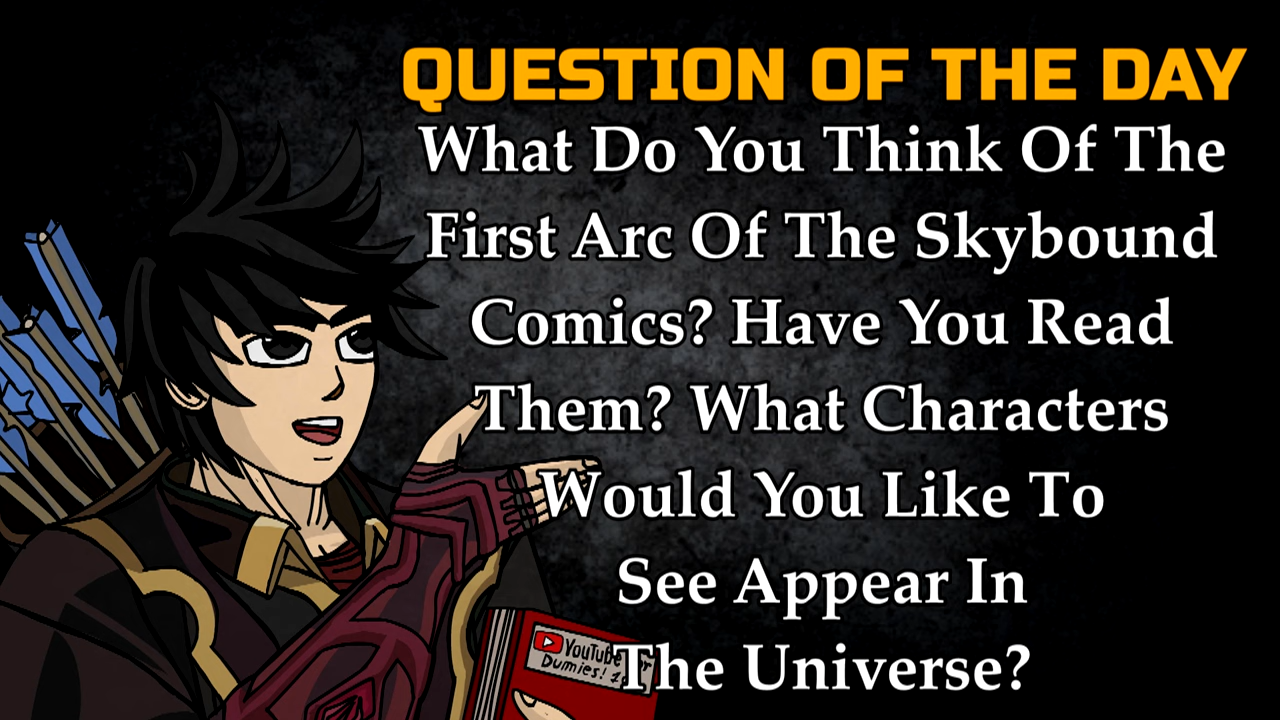 QUESTION OF THE DAY
What Do You Think Of The
First Arc Of The Skybound
Comics? Have You Read
Them? What Characters
Would You Like To
See Appear In
The Universe?
YouTube
Dumies!